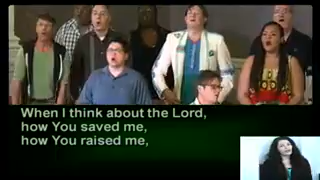 When I think about the Lord,
how You saved me,
how You raised me,